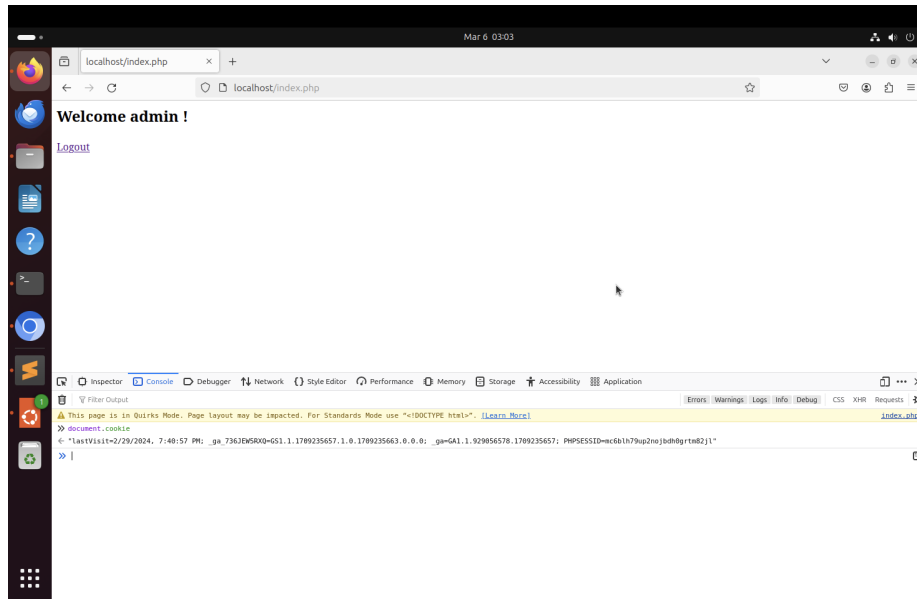 Mar 6 03:03
localhost/index.php
localhost/index.php
Welcome admin !
Logout
Inspector Console Debugger Network Style Editor Performance Memory Storage Accessibility Application
Filter Output Errors Warnings Logs Info Debug CSS XHR Requests
This page is in Quirks Mode. Page layout may be impacted. For Standards Mode use "<!DOCTYPE html>". [Learn More] index.php
document.cookie
"lastVisit=2/29/2024, 7:40:57 PM; _ga_736JEW5RXQ=GS1.1.1709235657.1.0.1709235663.0.0.0; _ga=GA1.1.929056578.1709235657; PHPSESSID=mc6blh79up2nojbdh0grtm82jl"
1